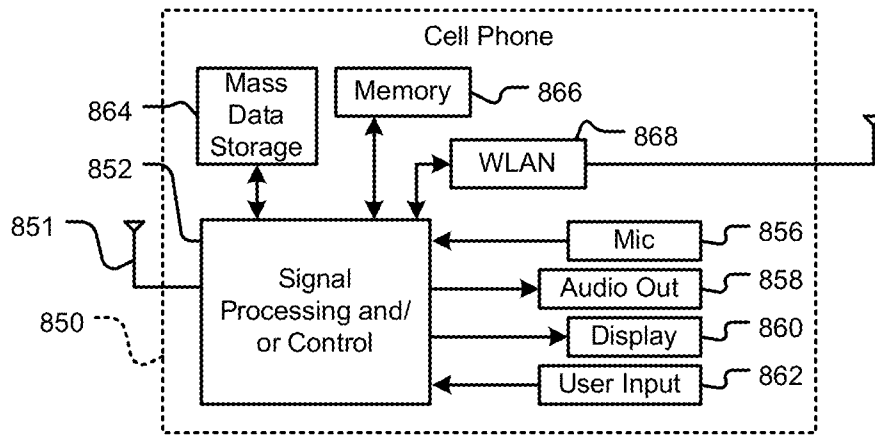 Cell Phone
Mass
Data
Storage
864
Memory
866
868
WLAN
852
851
850
Signal
Processing and/
or Control
Mic
856
Audio Out
858
Display
860
User Input
862